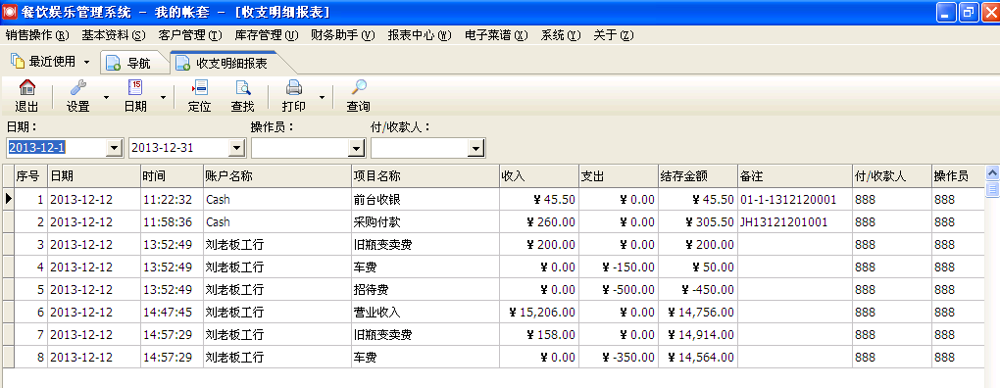 餐饮娱乐管理系统 - 我的帐套 - [收支明细报表]
销售操作(R) 基本资料(S) 客户管理(T) 库存管理(U) 财务助手(V) 报表中心(W) 电子菜谱(X) 系统(Y) 关于(Z)
最近使用 导航 收支明细报表
15
退出 设置 日期 定位 查找 打印 查询
日期： 操作员： 付/收款人：
2013-12-1 2013-12-31
序号 日期 时间 账户名称 项目名称 收入 支出 结存金额 备注 付/收款人 操作员
1 2013-12-12 11:22:32 Cash 前台收银 ¥ 45.50 ¥ 0.00 ¥ 45.50 01-1-1312120001 888 888
2 2013-12-12 11:58:36 Cash 采购付款 ¥ 260.00 ¥ 0.00 ¥ 305.50 JH13121201001 888 888
3 2013-12-12 13:52:49 刘老板工行 旧瓶变卖费 ¥ 200.00 ¥ 0.00 ¥ 200.00 888 888
4 2013-12-12 13:52:49 刘老板工行 车费 ¥ 0.00 ¥ -150.00 ¥ 50.00 888 888
5 2013-12-12 13:52:49 刘老板工行 招待费 ¥ 0.00 ¥ -500.00 ¥ -450.00 888 888
6 2013-12-12 14:47:45 刘老板工行 营业收入 ¥ 15,206.00 ¥ 0.00 ¥ 14,756.00 888 888
7 2013-12-12 14:57:29 刘老板工行 旧瓶变卖费 ¥ 158.00 ¥ 0.00 ¥ 14,914.00 888 888
8 2013-12-12 14:57:29 刘老板工行 车费 ¥ 0.00 ¥ -350.00 ¥ 14,564.00 888 888